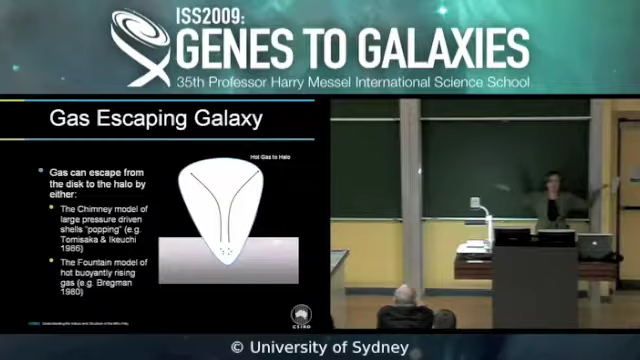 ISS2009:
GENES TO GALAXIES
35th Professor Harry Messel International Science School
Gas Escaping Galaxy
Hot Gas to Halo
Gas can escape from
the disk to the halo by
either:
The Chimney model of
large pressure driven
shells "popping" (e.g.
Tomisaka & Ikeuchi
1986)
The Fountain model of
hot buoyantly rising
gas (e.g. Bregman
1980)
CSIRO
© University of Sydney